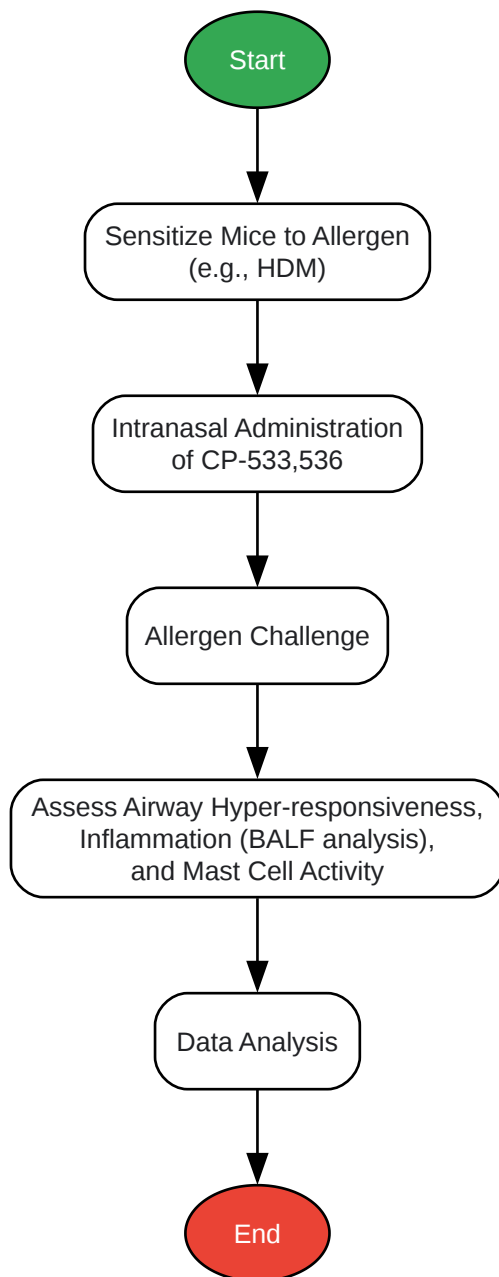 Start
Sensitize Mice to Allergen
(e.g., HDM)
Intranasal Administration
of CP-533,536
Allergen Challenge
Assess Airway Hyper-responsiveness,
Inflammation (BALF analysis),
and Mast Cell Activity
Data Analysis
End